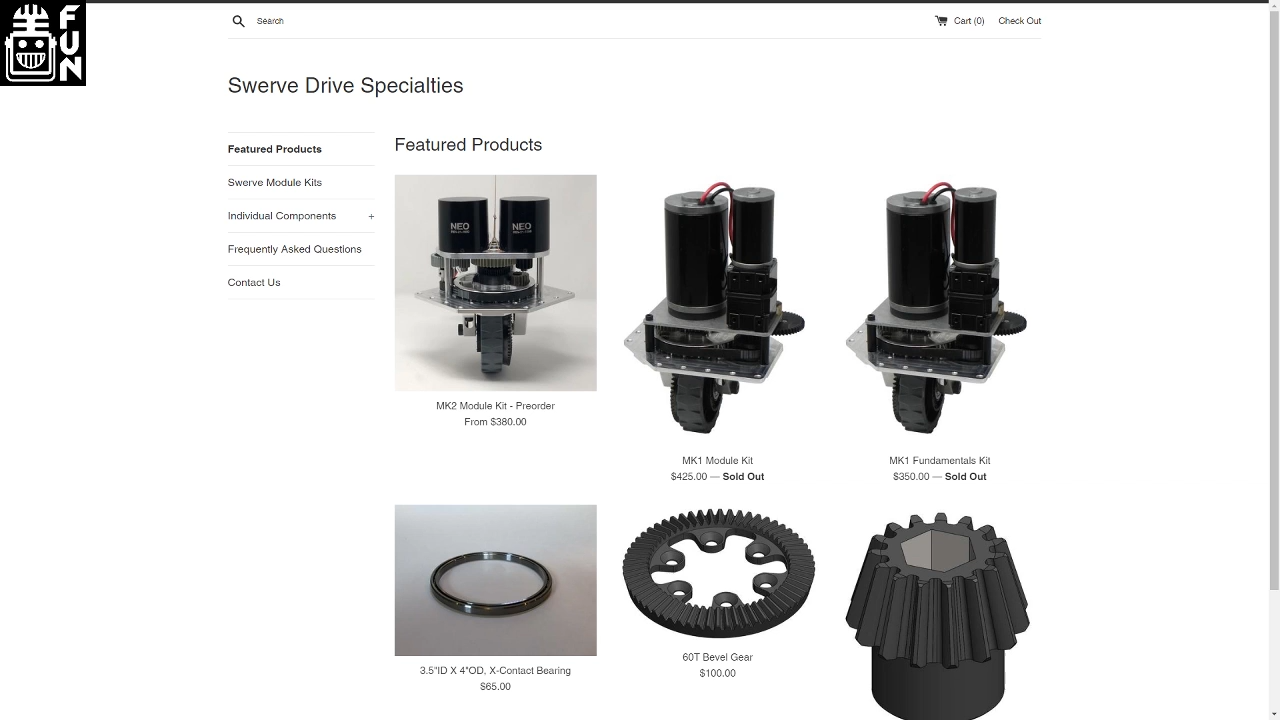 FUN
Search
Cart (0)
Check Out
Swerve Drive Specialties
Featured Products
Swerve Module Kits
Individual Components +
Frequently Asked Questions
Contact Us
Featured Products
NEO
NEO
MK2 Module Kit - Preorder
From $380.00
MK1 Module Kit
$425.00 — Sold Out
MK1 Fundamentals Kit
$350.00 — Sold Out
3.5"ID X 4"OD, X-Contact Bearing
$65.00
60T Bevel Gear
$100.00